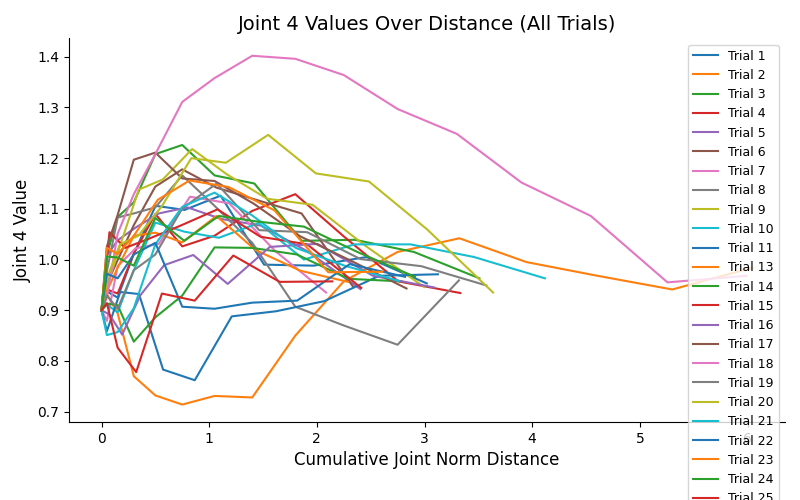 Joint 4 Values Over Distance (All Trials)
Joint 4 Value
1.4
1.3
1.2
1.1
1.0
0.9
0.8
0.7
0
1
2
3
4
5
6
Cumulative Joint Norm Distance
Trial 1
Trial 2
Trial 3
Trial 4
Trial 5
Trial 6
Trial 7
Trial 8
Trial 9
Trial 10
Trial 11
Trial 13
Trial 14
Trial 15
Trial 16
Trial 17
Trial 18
Trial 19
Trial 20
Trial 21
Trial 22
Trial 23
Trial 24
Trial 25